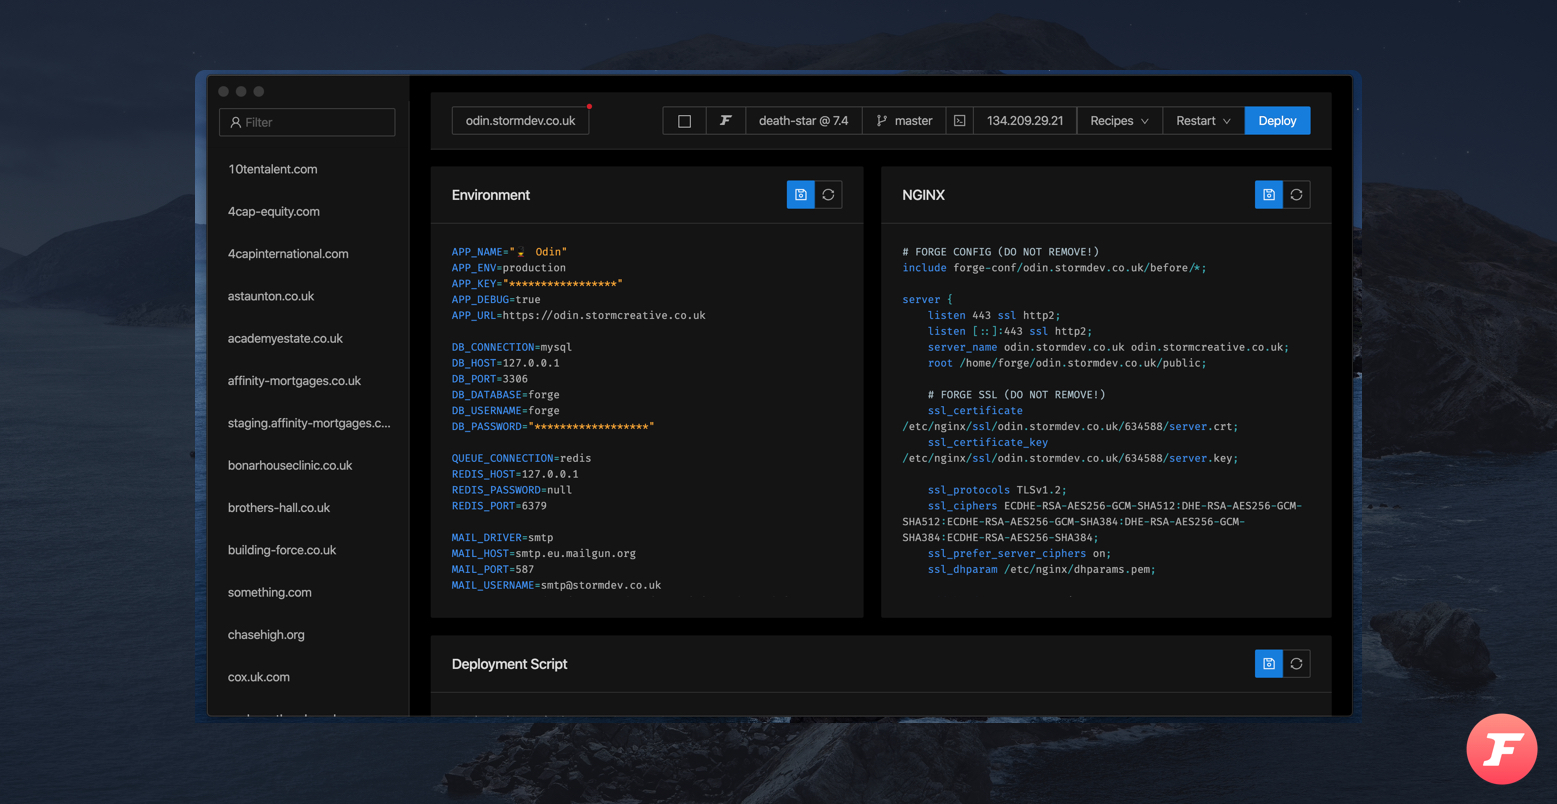 Filter
10tentalent.com
4cap-equity.com
4capinternational.com
astaunton.co.uk
academyestate.co.uk
affinity-mortgages.co.uk
staging.affinity-mortgages.c...
bonarhouseclinic.co.uk
brothers-hall.co.uk
building-force.co.uk
something.com
chasehigh.org
cox.uk.com
odin.stormdev.co.uk
death-star @ 7.4
master
134.209.29.21
Recipes
Restart
Deploy
Environment
APP_NAME=" Odin"
APP_ENV=production
APP_KEY="*****************"
APP_DEBUG=true
APP_URL=https://odin.stormcreative.co.uk
DB_CONNECTION=mysql
DB_HOST=127.0.0.1
DB_PORT=3306
DB_DATABASE=forge
DB_USERNAME=forge
DB_PASSWORD="******************"
QUEUE_CONNECTION=redis
REDIS_HOST=127.0.0.1
REDIS_PASSWORD=null
REDIS_PORT=6379
MAIL_DRIVER=smtp
MAIL_HOST=smtp.eu.mailgun.org
MAIL_PORT=587
MAIL_USERNAME=smtp@stormdev.co.uk
NGINX
# FORGE CONFIG (DO NOT REMOVE!)
include forge-conf/odin.stormdev.co.uk/before/*;
server {
listen 443 ssl http2;
listen [::]:443 ssl http2;
server_name odin.stormdev.co.uk odin.stormcreative.co.uk;
root /home/forge/odin.stormdev.co.uk/public;
# FORGE SSL (DO NOT REMOVE!)
ssl_certificate
/etc/nginx/ssl/odin.stormdev.co.uk/634588/server.crt;
ssl_certificate_key
/etc/nginx/ssl/odin.stormdev.co.uk/634588/server.key;
ssl_protocols TLSv1.2;
ssl_ciphers ECDHE-RSA-AES256-GCM-SHA512:DHE-RSA-AES256-GCM-
SHA512:ECDHE-RSA-AES256-GCM-SHA384:DHE-RSA-AES256-GCM-
SHA384:ECDHE-RSA-AES256-SHA384;
ssl_prefer_server_ciphers on;
ssl_dhparam /etc/nginx/dhparams.pem;
Deployment Script
F